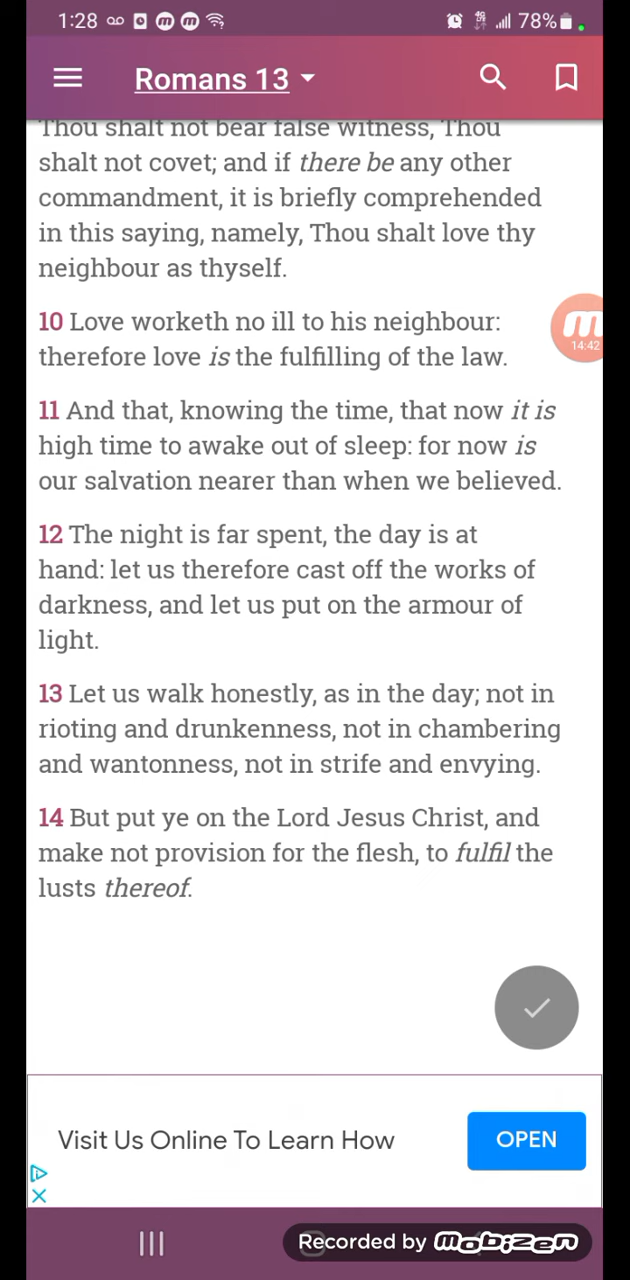 1:28
4G
78%
Romans 13
Thou shalt not bear false witness, Thou
shalt not covet; and if there be any other
commandment, it is briefly comprehended
in this saying, namely, Thou shalt love thy
neighbour as thyself.
10 Love worketh no ill to his neighbour:
therefore love is the fulfilling of the law.
14:42
11 And that, knowing the time, that now it is
high time to awake out of sleep: for now is
our salvation nearer than when we believed.
12 The night is far spent, the day is at
hand: let us therefore cast off the works of
darkness, and let us put on the armour of
light.
13 Let us walk honestly, as in the day; not in
rioting and drunkenness, not in chambering
and wantonness, not in strife and envying.
14 But put ye on the Lord Jesus Christ, and
make not provision for the flesh, to fulfil the
lusts thereof.
Visit Us Online To Learn How
OPEN
Recorded by mobizen